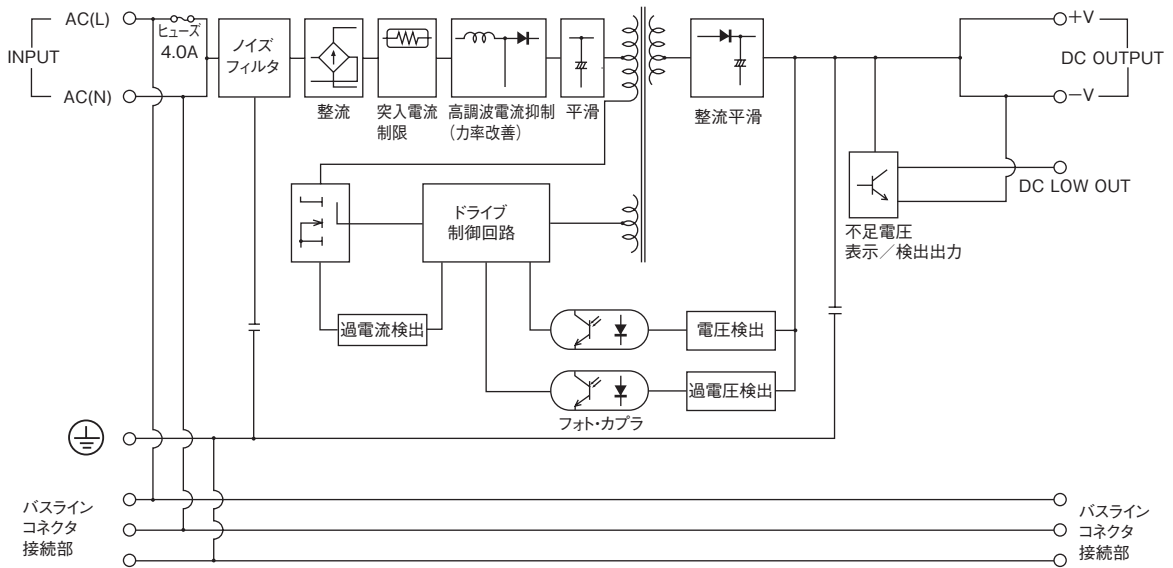 INPUT
AC(L)
AC(N)
ヒューズ
4.0A
ノイズ
フィルタ
整流
突入電流
制限
高調波電流抑制
(力率改善)
平滑
整流平滑
+V
DC OUTPUT
−V
DC LOW OUT
不足電圧
表示/検出出力
ドライブ
制御回路
過電流検出
電圧検出
過電圧検出
フォト・カプラ
バスライン
コネクタ
接続部
バスライン
コネクタ
接続部